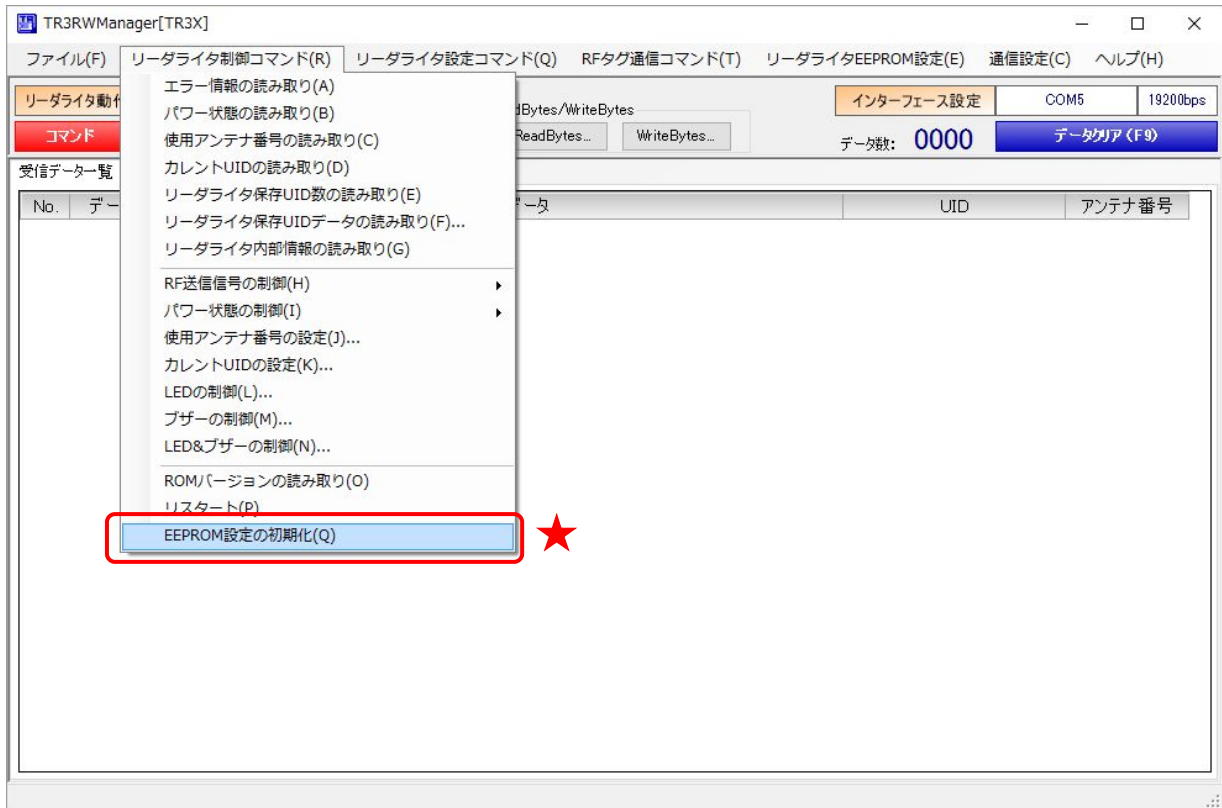 TR3RWManager[TR3X]
ファイル(F) リーダライタ制御コマンド(R) リーダライタ設定コマンド(Q) RFタグ通信コマンド(T) リーダライタEEPROM設定(E) 通信設定(C) ヘルプ(H)
リーダライタ動
コマンド
dBytes/WriteBytes
ReadBytes... WriteBytes...
インターフェース設定 COM5 19200bps
データ数: 0000 データクリア(F9)
受信データ一覧
No. デー ータ UID アンテナ番号
エラー情報の読み取り(A)
パワー状態の読み取り(B)
使用アンテナ番号の読み取り(C)
カレントUIDの読み取り(D)
リーダライタ保存UID数の読み取り(E)
リーダライタ保存UIDデータの読み取り(F)...
リーダライタ内部情報の読み取り(G)
RF送信信号の制御(H)
パワー状態の制御(I)
使用アンテナ番号の設定(J)...
カレントUIDの設定(K)...
LEDの制御(L)...
ブザーの制御(M)...
LED&ブザーの制御(N)...
ROMバージョンの読み取り(O)
リスタート(P)
EEPROM設定の初期化(Q)